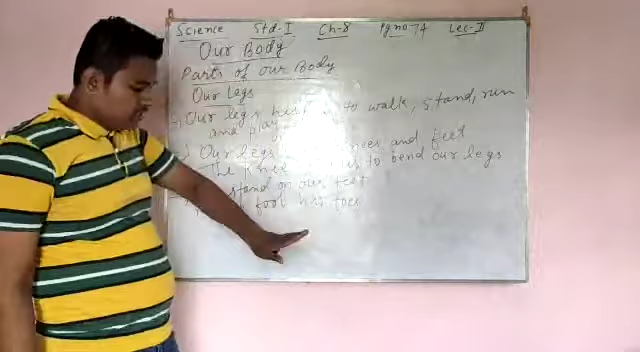 Science Std-I Ch-8 Pg no 74 Lec-II
Our Body
Parts of our Body
Our Legs
Our legs to walk, stand, run
and play
Our legs knees and feet
The knee us to bend our legs
stand on our feet
foot has toes